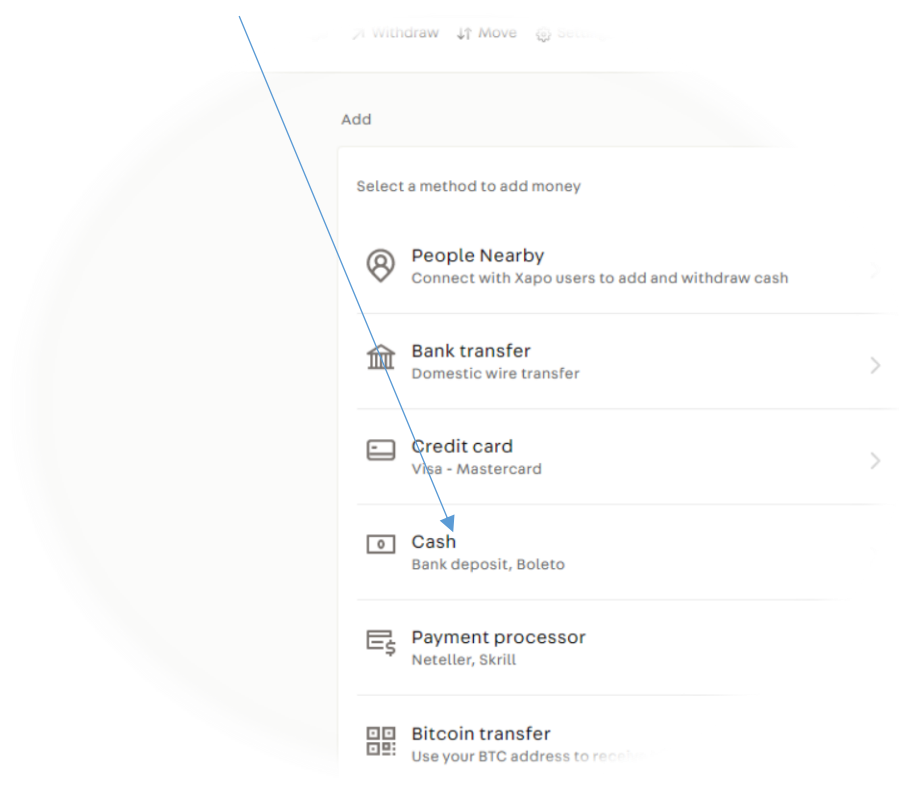 Withdraw Move Settings
Add
Select a method to add money
People Nearby
Connect with Xapo users to add and withdraw cash
Bank transfer
Domestic wire transfer
Credit card
Visa - Mastercard
Cash
Bank deposit, Boleto
Payment processor
Neteller, Skrill
Bitcoin transfer
Use your BTC address to receive